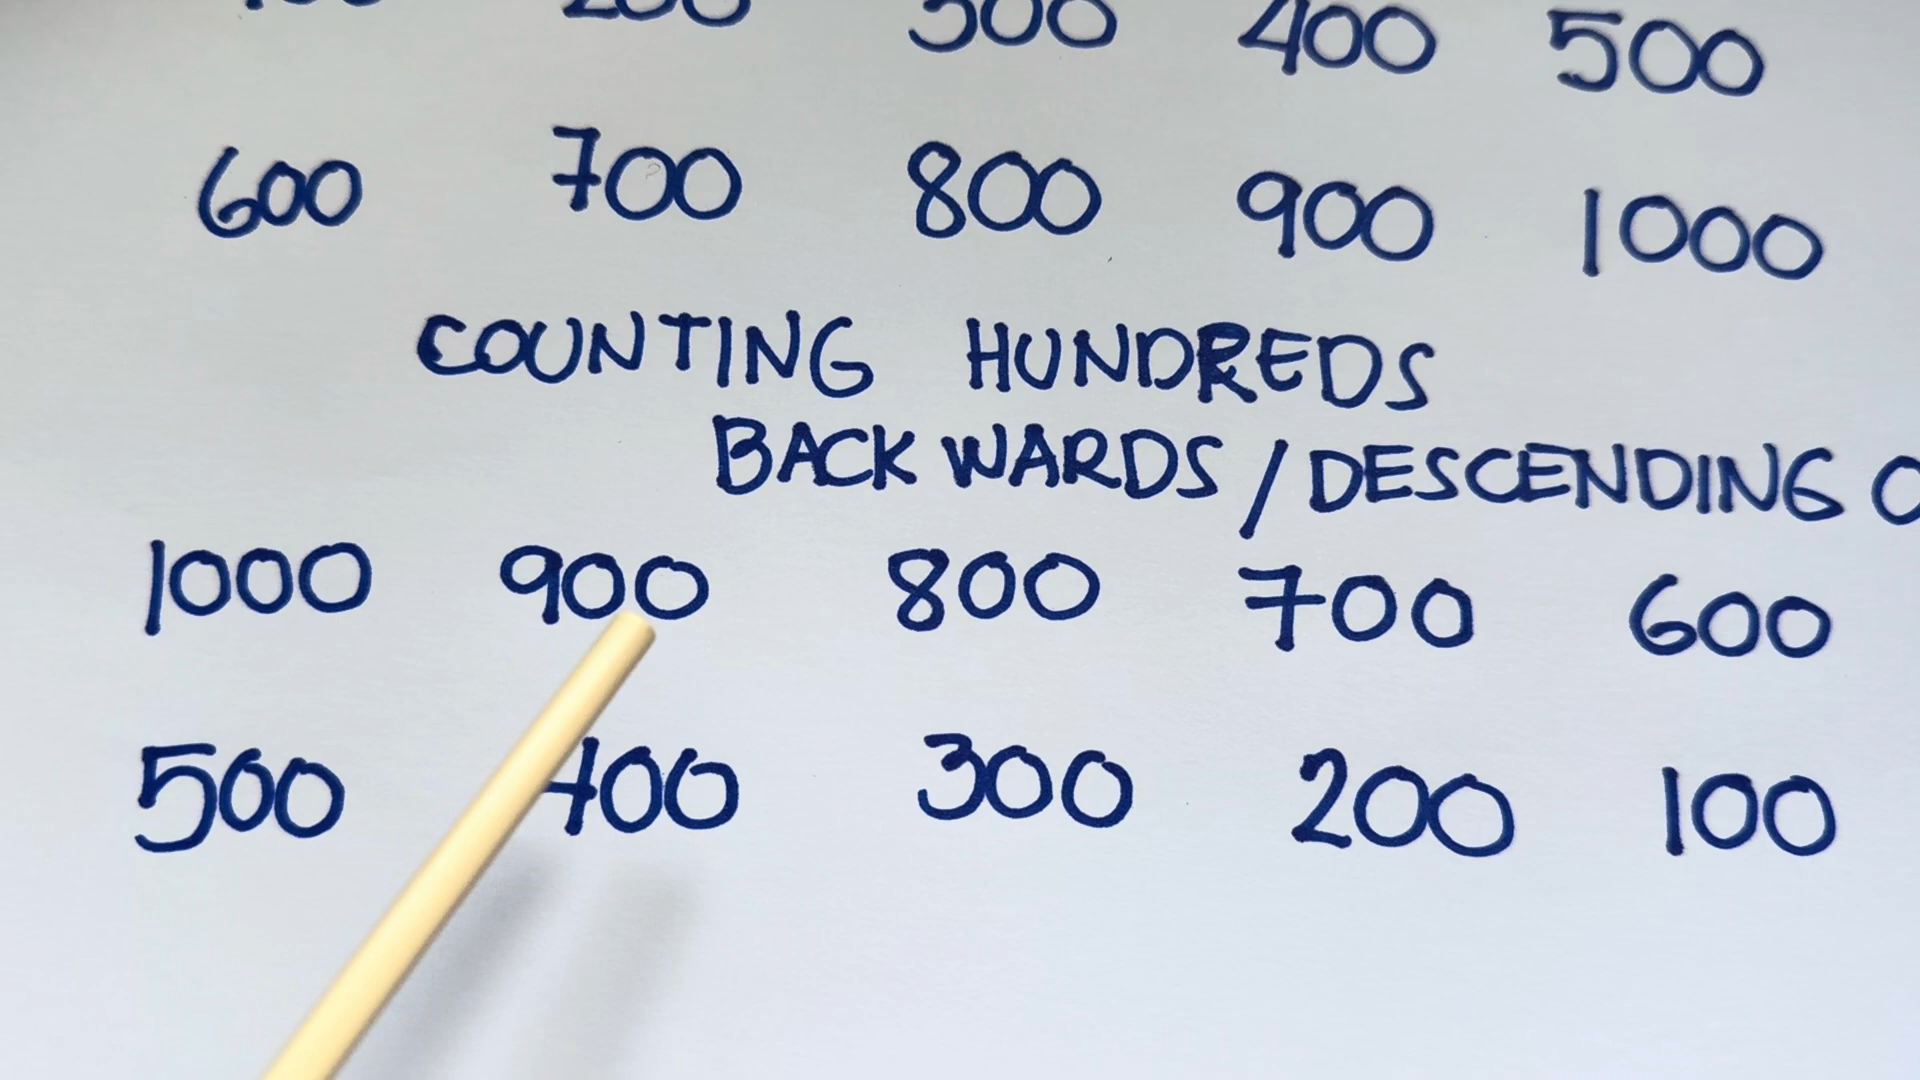 300 400 500
600 700 800 900 1000
COUNTING HUNDREDS
BACKWARDS / DESCENDING
1000 900 800 700 600
500 400 300 200 100